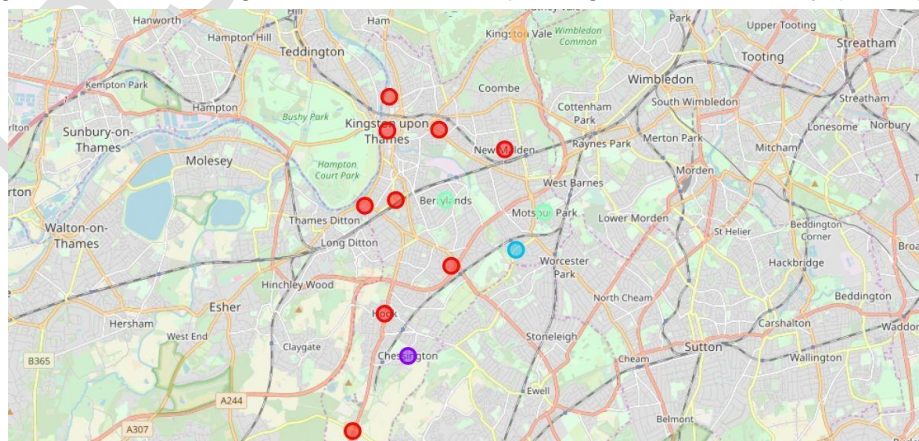 Hanworth
Ham
Hampton Hill
Teddington
Kingston Vale
Wimbledon
Common
Park
Upper Tooting
Tooting
Streatham
Kempton Park
Hampton
Bushy Park
Coombe
Wimbledon
South Wimbledon
Streatham
Sunbury-on-
Thames
Kingston upon
Thames
Cottenham
Park
Raynes Park
Merton Park
Lonesome
Norbury
Molesey
Hampton
Court Park
Mitcham
Morden
West Barnes
Walton-on-
Thames
Thames Ditton
Berrylands
Motspur Park
Lower Morden
St Helier
Beddington
Corner
Long Ditton
Worcester
Park
Hackbridge
Hinchley Wood
Esher
North Cheam
Beddington
Hersham
West End
Hook
Stoneleigh
Carshalton
Claygate
Chessington
Cheam
Sutton
Wallington
B365
Ewell
A244
Belmont
A307